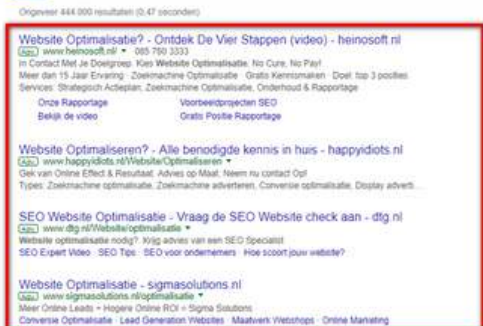 Ongeveer 444.000 resultaten (0,47 seconden)
Website Optimalisatie? - Ontdek De Vier Stappen (video) - heinosoft.nl
Adv. www.heinosoft.nl/ 085 750 3333
In Contact Met Je Doelgroep. Kies Website Optimalisatie. No Cure, No Pay!
Meer dan 15 Jaar Ervaring · Zoekmachine Optimalisatie · Gratis Kennismaken · Doel: top 3 posities
Services: Strategisch Actieplan, Zoekmachine Optimalisatie, Onderhoud & Rapportage
Onze Rapportage Voorbeeldprojecten SEO
Bekijk de video Gratis Positie Rapportage
Website Optimaliseren? - Alle benodigde kennis in huis - happyidiots.nl
Adv. www.happyidiots.nl/Website/Optimaliseren
Gek van Online Effect & Resultaat. Advies op Maat. Neem nu contact Op!
Types: Zoekmachine optimalisatie, Zoekmachine adverteren, Conversie optimalisatie, Display adverti...
SEO Website Optimalisatie - Vraag de SEO Website check aan - dtg.nl
Adv. www.dtg.nl/Website/optimalisatie
Website optimalisatie nodig? Krijg advies van een SEO Specialist
SEO Expert Video · SEO Tips · SEO voor ondernemers · Hoe scoort jouw website?
Website Optimalisatie - sigmasolutions.nl
Adv. www.sigmasolutions.nl/optimalisatie
Meer Online Leads = Hogere Online ROI = Sigma Solutions
Conversie Optimalisatie · Lead Generation Websites · Maatwerk Webshops · Online Marketing